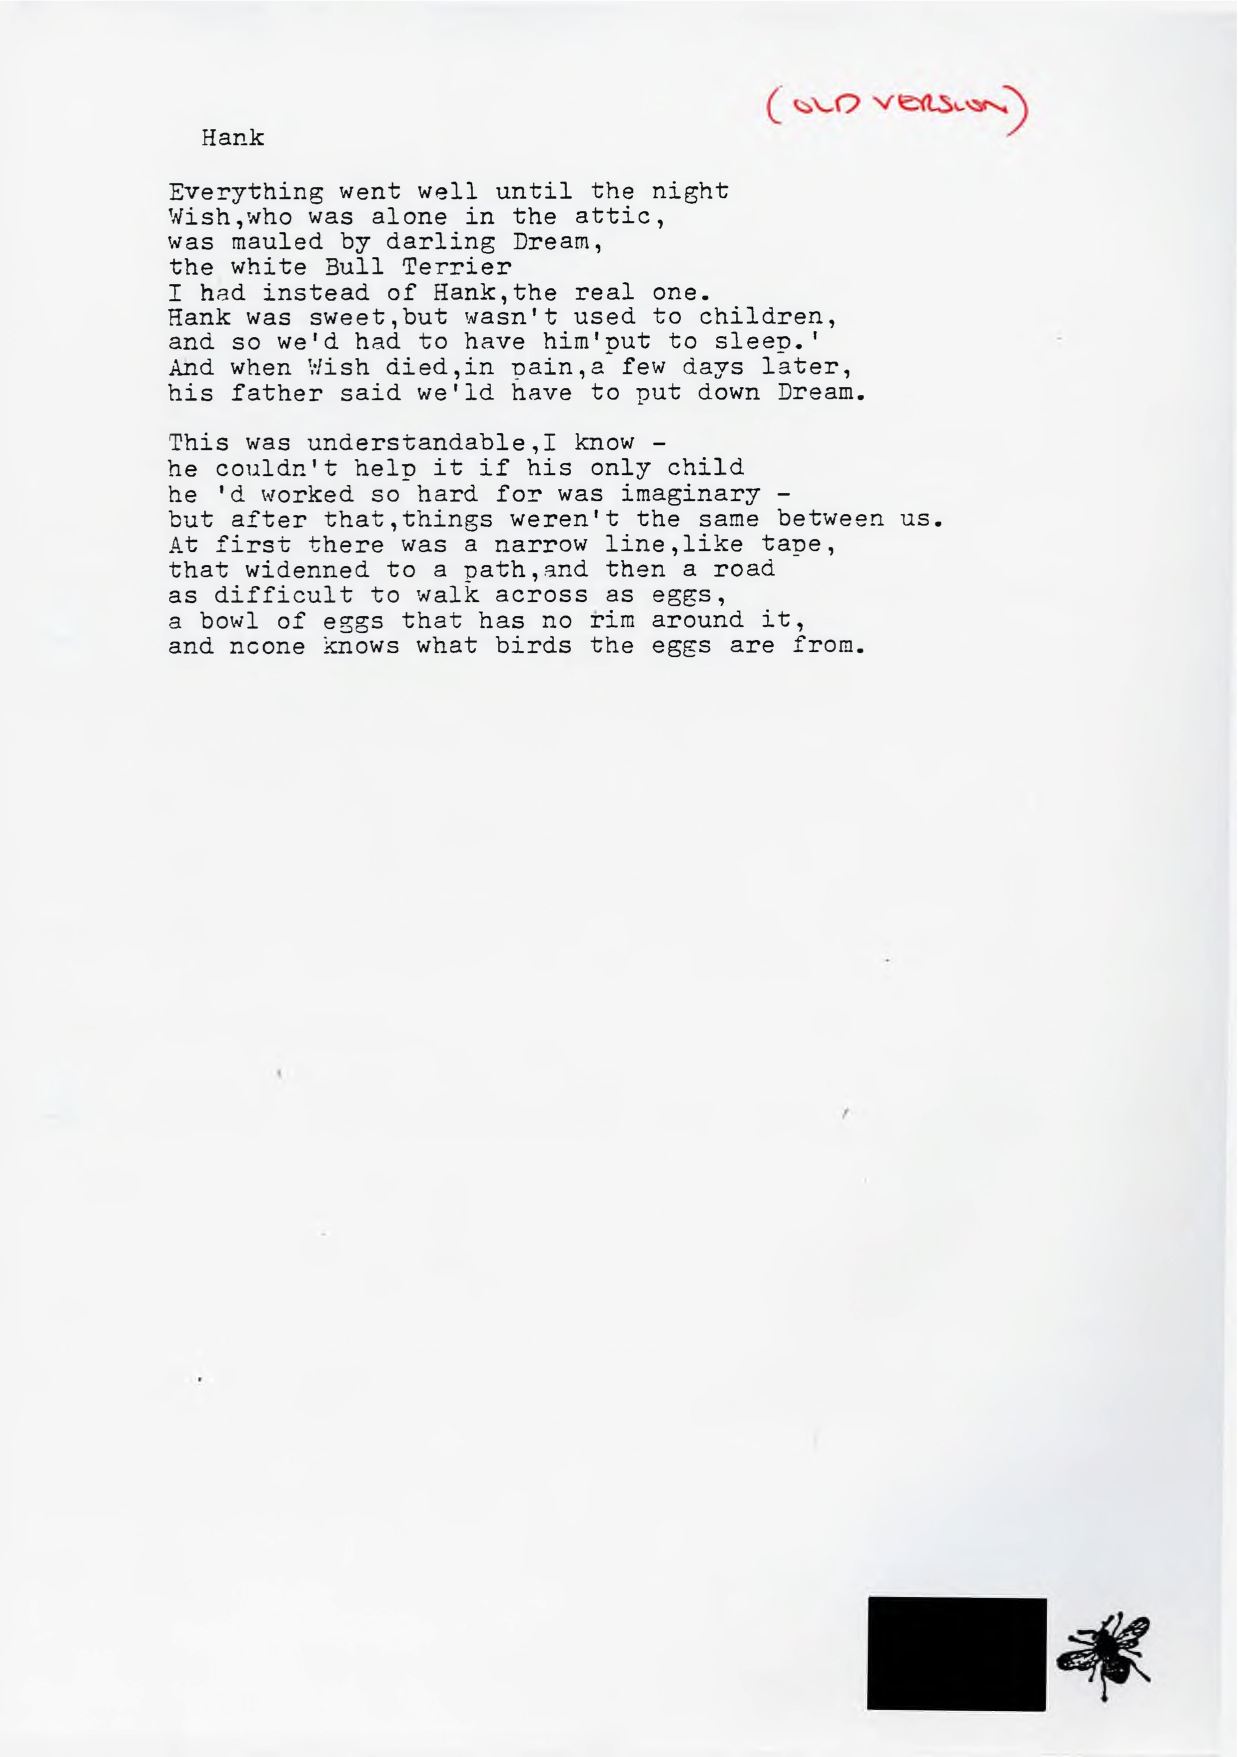 (OLD VERSION)
Hank
Everything went well until the night
Wish,who was alone in the attic,
was mauled by darling Dream,
the white Bull Terrier
I had instead of Hank,the real one.
Hank was sweet,but wasn't used to children,
and so we'd had to have him'put to sleep.'
And when Wish died,in pain,a few days later,
his father said we'ld have to put down Dream.
This was understandable,I know -
he couldn't help it if his only child
he 'd worked so hard for was imaginary -
but after that,things weren't the same between us.
At first there was a narrow line,like tape,
that widenned to a path,and then a road
as difficult to walk across as eggs,
a bowl of eggs that has no rim around it,
and noone knows what birds the eggs are from.